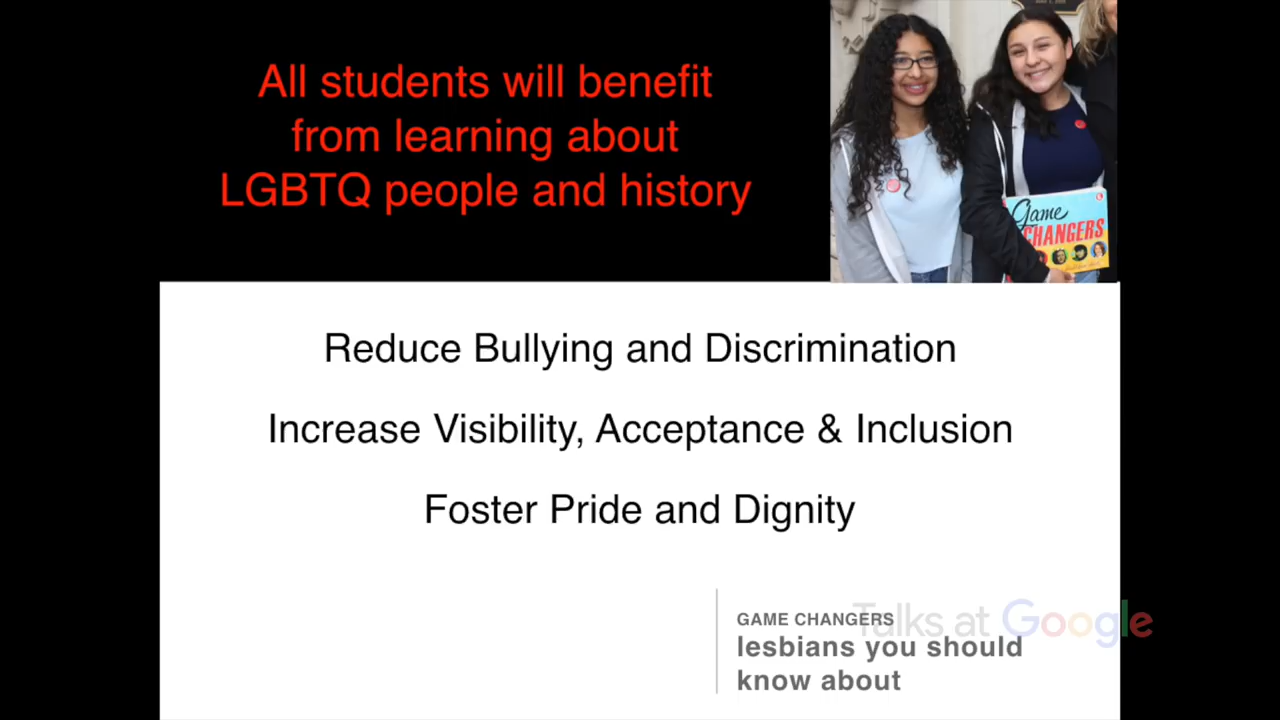 All students will benefit
from learning about
LGBTQ people and history
Game
CHANGERS
Reduce Bullying and Discrimination
Increase Visibility, Acceptance & Inclusion
Foster Pride and Dignity
GAME CHANGERS
lesbians you should
know about
Talks at Google